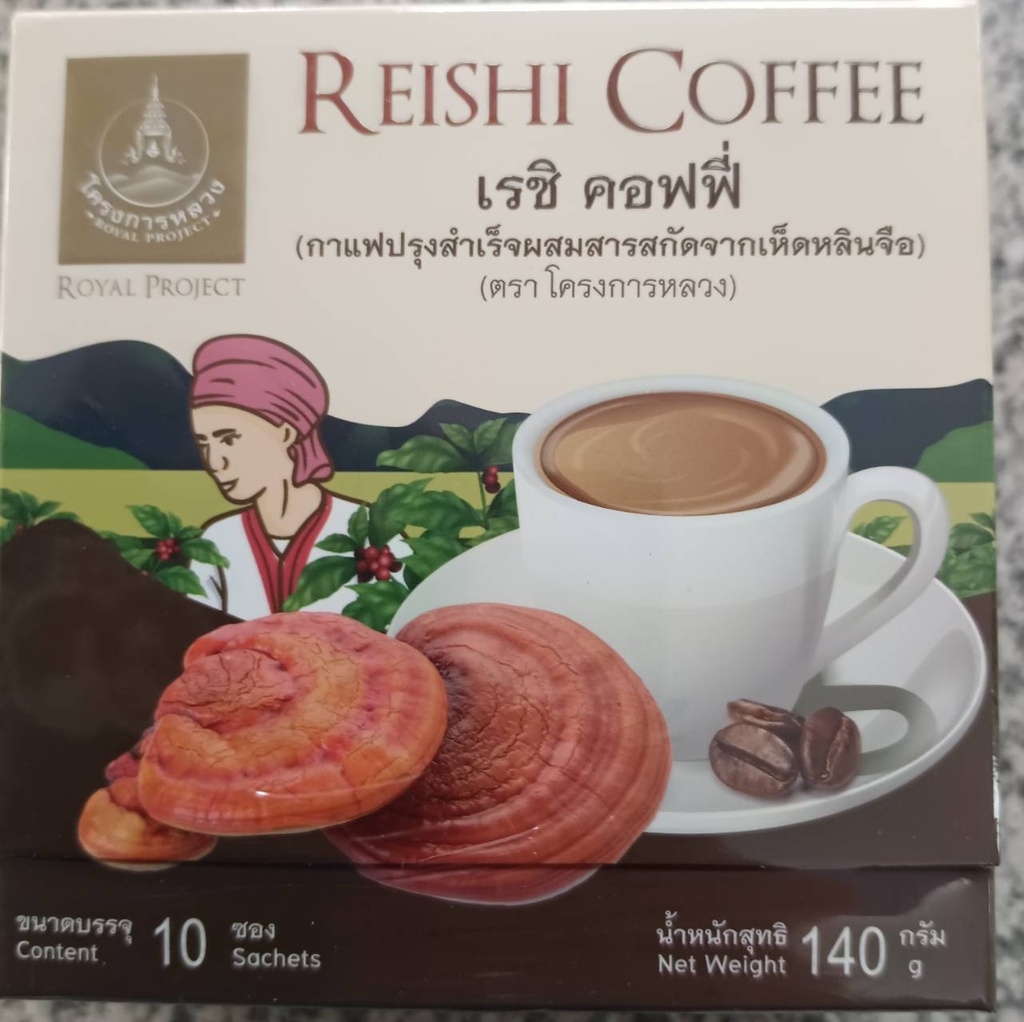 REISHI COFFEE
เรชิ คอฟฟี่
(กาแฟปรุงสำเร็จผสมสารสกัดจากเห็ดหลินจือ)
(ตรา โครงการหลวง)
โครงการหลวง
• ROYAL PROJECT •
ROYAL PROJECT
ขนาดบรรจุ 10 ซอง
Content Sachets
น้ำหนักสุทธิ 140 กรัม
Net Weight g